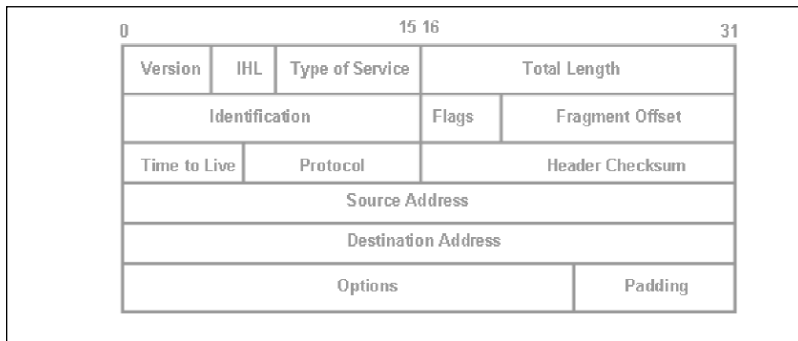 0 15 16 31
Version IHL Type of Service Total Length
Identification Flags Fragment Offset
Time to Live Protocol Header Checksum
Source Address
Destination Address
Options Padding